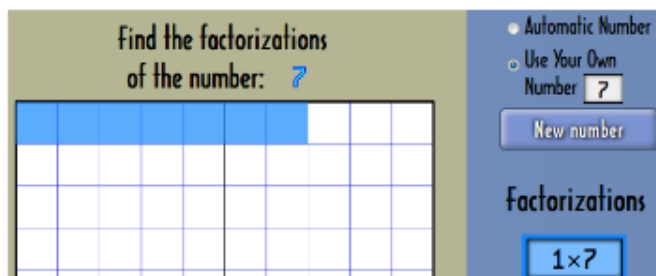 Find the factorizations
of the number: 7
Automatic Number
Use Your Own
Number 7
New number
Factorizations
1×7